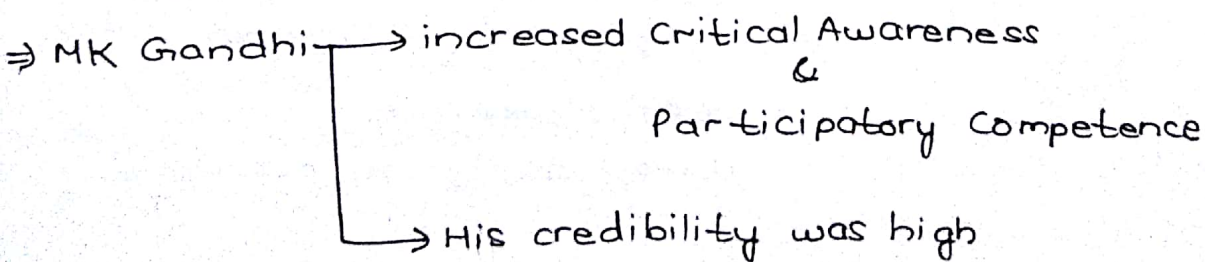 ⇒ MK Gandhi → increased Critical Awareness
&
Participatory Competence
→ His credibility was high